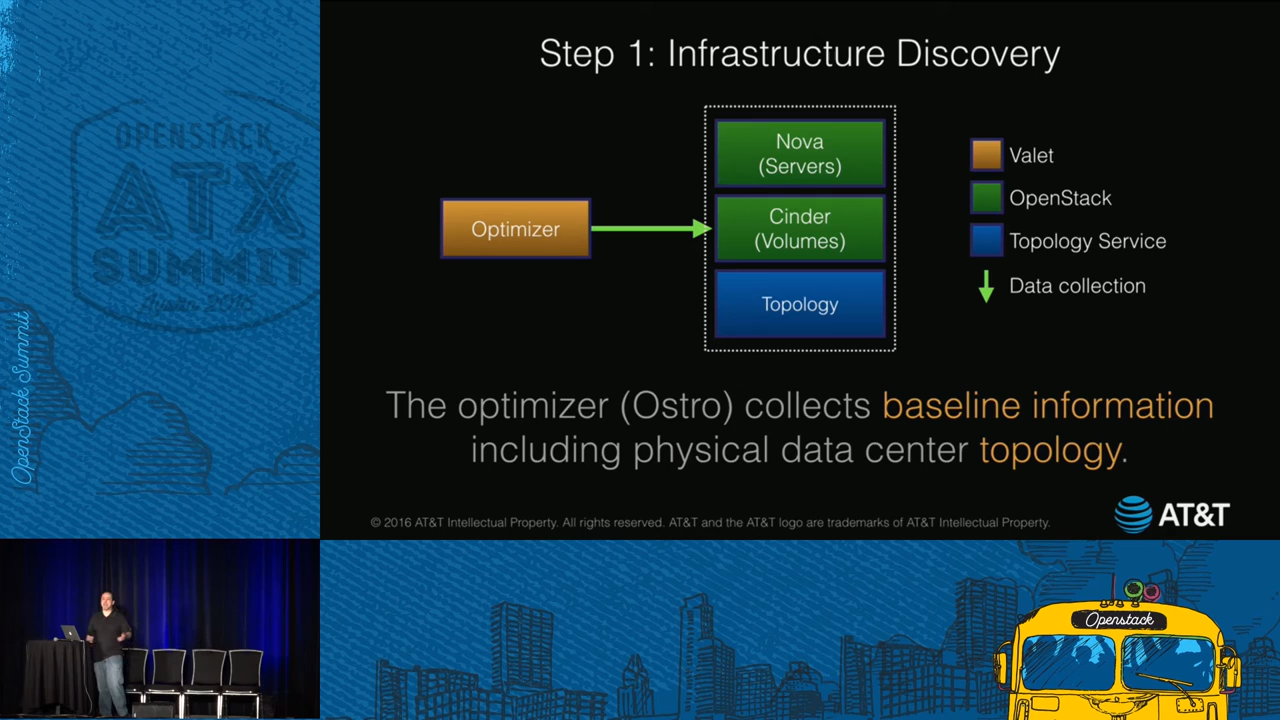 Step 1: Infrastructure Discovery
Nova
(Servers)
Cinder
(Volumes)
Topology
Optimizer
Valet
OpenStack
Topology Service
Data collection
The optimizer (Ostro) collects baseline information
including physical data center topology.
© 2016 AT&T Intellectual Property. All rights reserved. AT&T and the AT&T logo are trademarks of AT&T Intellectual Property.
AT&T
OPENSTACK
ATX
SUMMIT
OpenStack Summit
Openstack